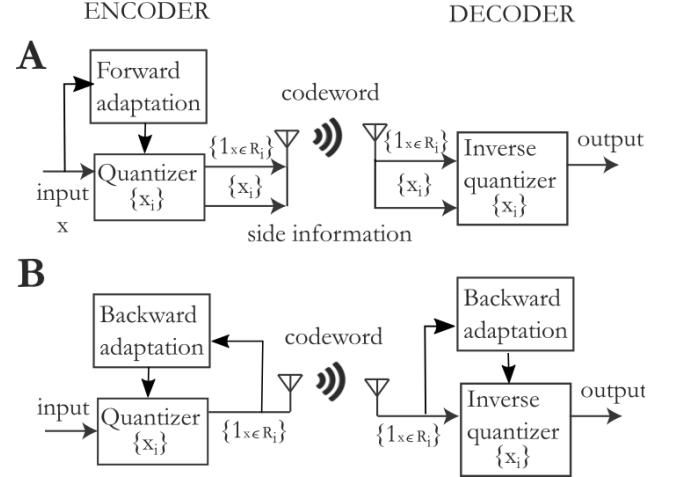 ENCODER DECODER
A
Forward
adaptation
codeword
{1x∈Rᵢ} {1x∈Rᵢ}
input
x
Quantizer
{xᵢ}
{xᵢ} {xᵢ}
Inverse
quantizer
{xᵢ}
output
side information
B
Backward
adaptation
codeword
Backward
adaptation
input
Quantizer
{xᵢ}
{1x∈Rᵢ} {1x∈Rᵢ}
Inverse
quantizer
{xᵢ}
output